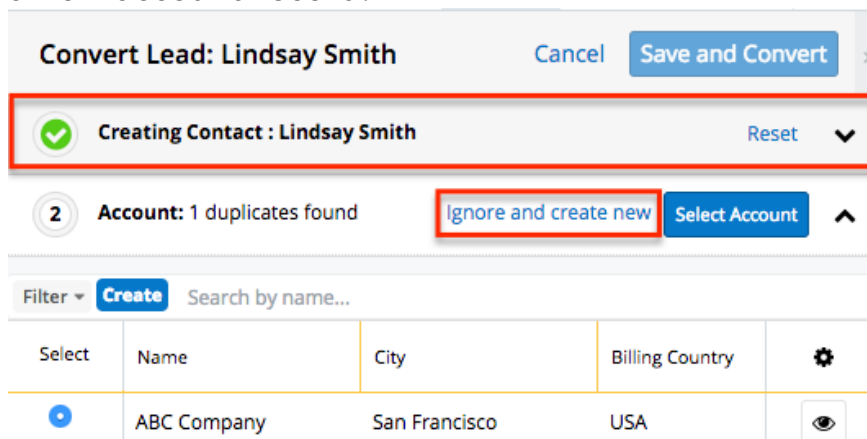 Convert Lead: Lindsay Smith Cancel Save and Convert
Creating Contact : Lindsay Smith Reset
2 Account: 1 duplicates found Ignore and create new Select Account
Filter Create Search by name...
Select Name City Billing Country
ABC Company San Francisco USA